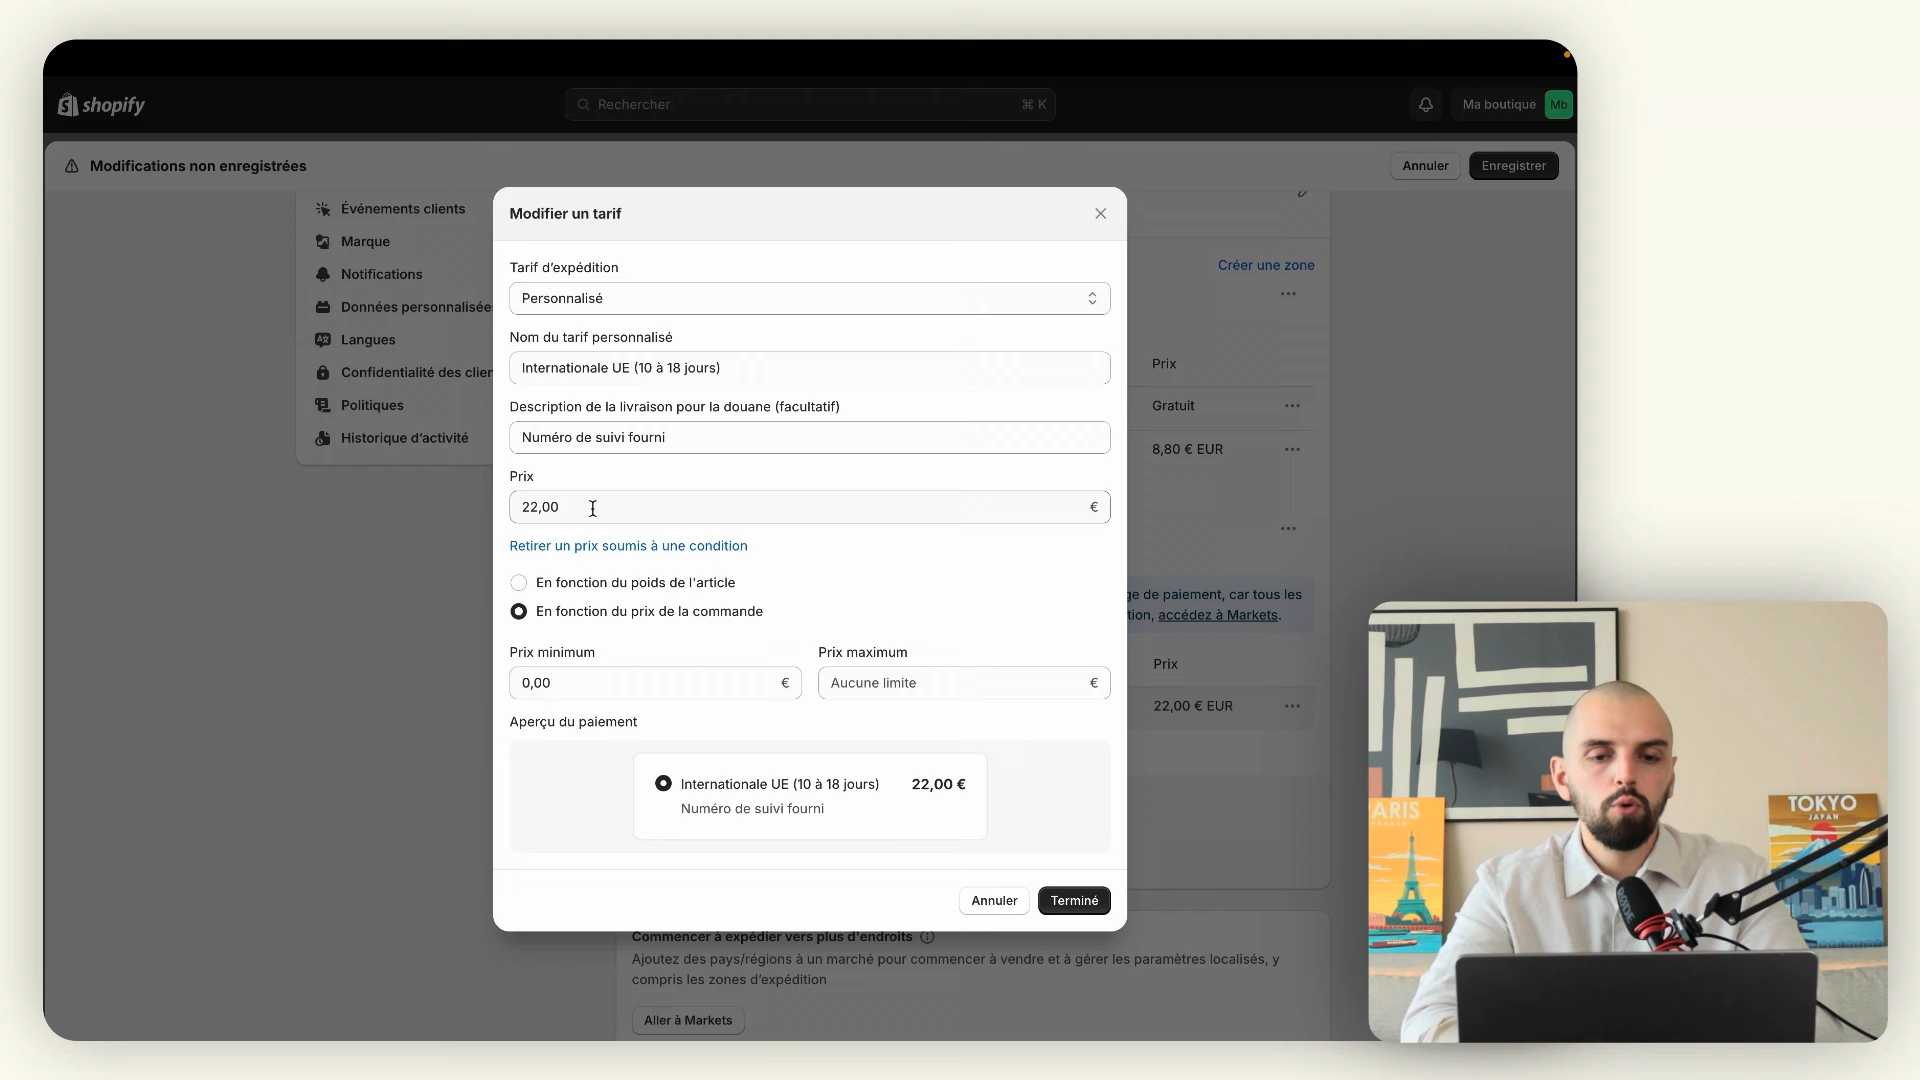 shopify
Rechercher
⌘ K
Ma boutique
Mb
Modifications non enregistrées
Annuler
Enregistrer
Événements clients
Marque
Notifications
Données personnalisées
Langues
Confidentialité des clien
Politiques
Historique d'activité
Modifier un tarif
Tarif d'expédition
Personnalisé
Nom du tarif personnalisé
Internationale UE (10 à 18 jours)
Description de la livraison pour la douane (facultatif)
Numéro de suivi fourni
Prix
22,00
€
Retirer un prix soumis à une condition
En fonction du poids de l'article
En fonction du prix de la commande
Prix minimum
Prix maximum
0,00 €
Aucune limite €
Aperçu du paiement
Internationale UE (10 à 18 jours) 22,00 €
Numéro de suivi fourni
Annuler
Terminé
Créer une zone
Prix
Gratuit
8,80 € EUR
ge de paiement, car tous les
tion, accédez à Markets.
Prix
22,00 € EUR
Commencer à expédier vers plus d'endroits
Ajoutez des pays/régions à un marché pour commencer à vendre et à gérer les paramètres localisés, y
compris les zones d'expédition
Aller à Markets
ARIS
TOKYO
JAPAN
RØDE